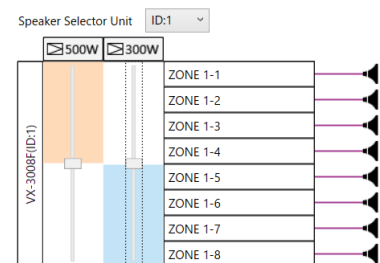 Speaker Selector Unit ID:1
500W 300W
VX-3008F(ID:1)
ZONE 1-1
ZONE 1-2
ZONE 1-3
ZONE 1-4
ZONE 1-5
ZONE 1-6
ZONE 1-7
ZONE 1-8